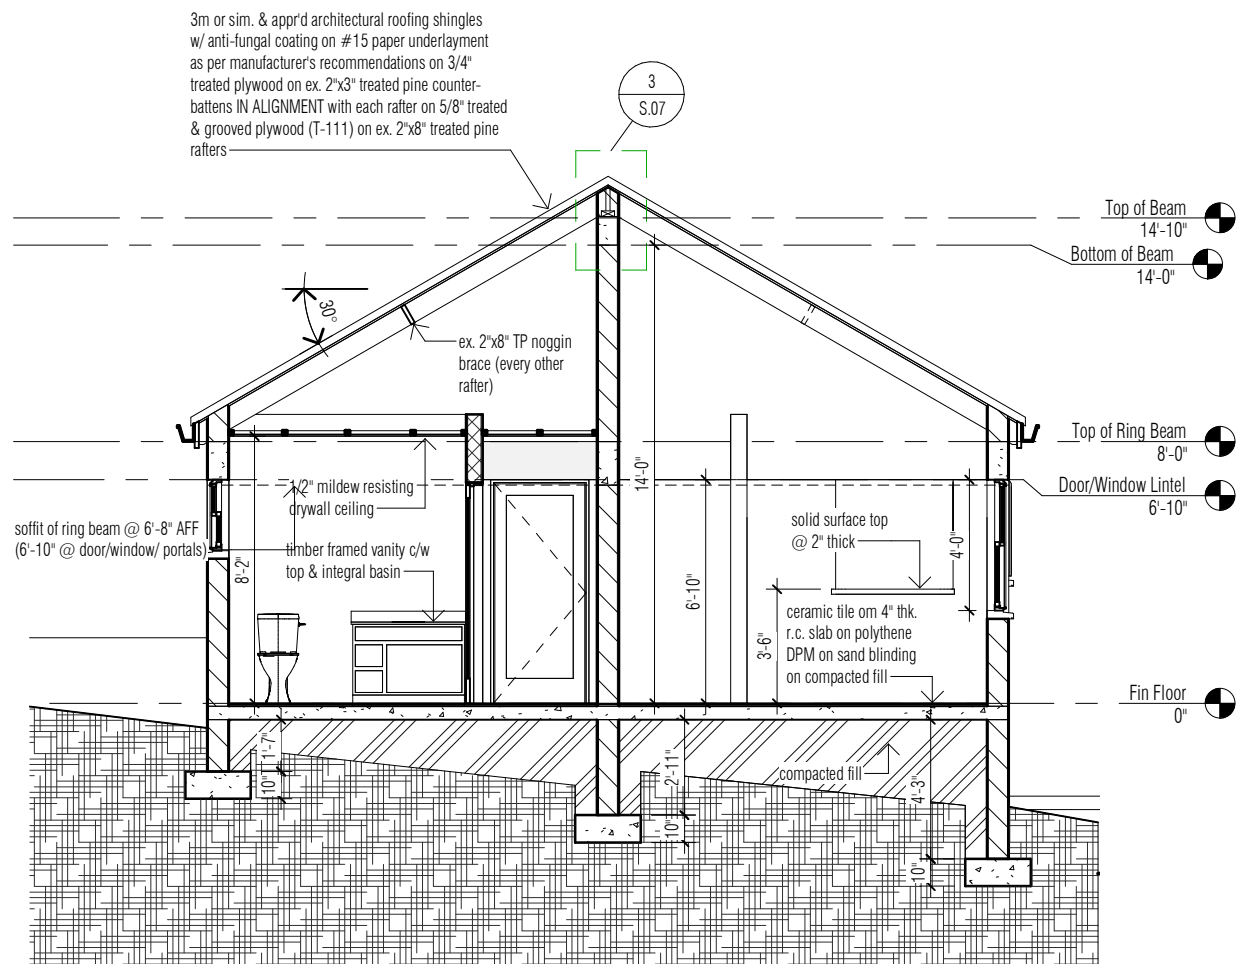 3m or sim. & appr'd architectural roofing shingles
w/ anti-fungal coating on #15 paper underlayment
as per manufacturer's recommendations on 3/4"
treated plywood on ex. 2"x3" treated pine counter-
battens IN ALIGNMENT with each rafter on 5/8" treated
& grooved plywood (T-111) on ex. 2"x8" treated pine
rafters
3
S.07
Top of Beam
14'-10"
Bottom of Beam
14'-0"
30°
ex. 2"x8" TP noggin
brace (every other
rafter)
Top of Ring Beam
8'-0"
Door/Window Lintel
6'-10"
14'-0"
1/2" mildew resisting
drywall ceiling
soffit of ring beam @ 6'-8" AFF
(6'-10" @ door/window/ portals)
solid surface top
@ 2" thick
4'-0"
timber framed vanity c/w
top & integral basin
8'-2"
6'-10"
3'-6"
ceramic tile om 4" thk.
r.c. slab on polythene
DPM on sand blinding
on compacted fill
Fin Floor
0"
1'-7"
10"
2'-11"
10"
compacted fill
4'-3"
10"